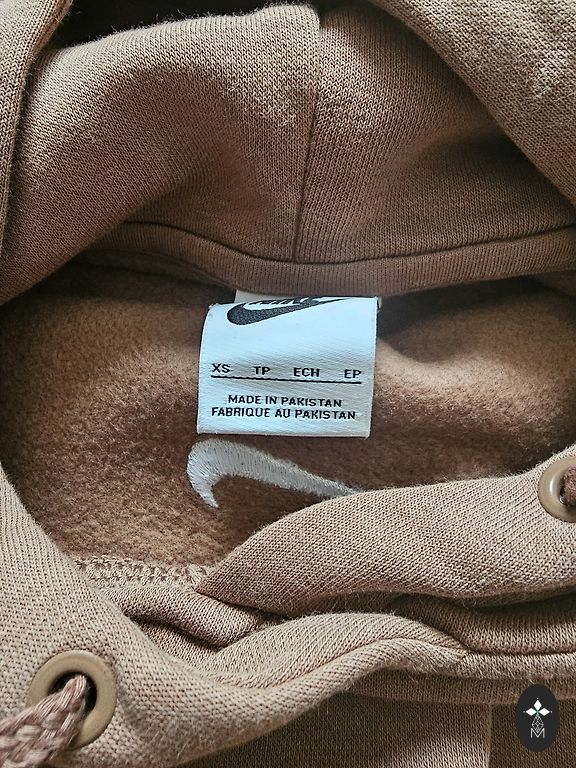 XS TP ECH EP
MADE IN PAKISTAN
FABRIQUE AU PAKISTAN